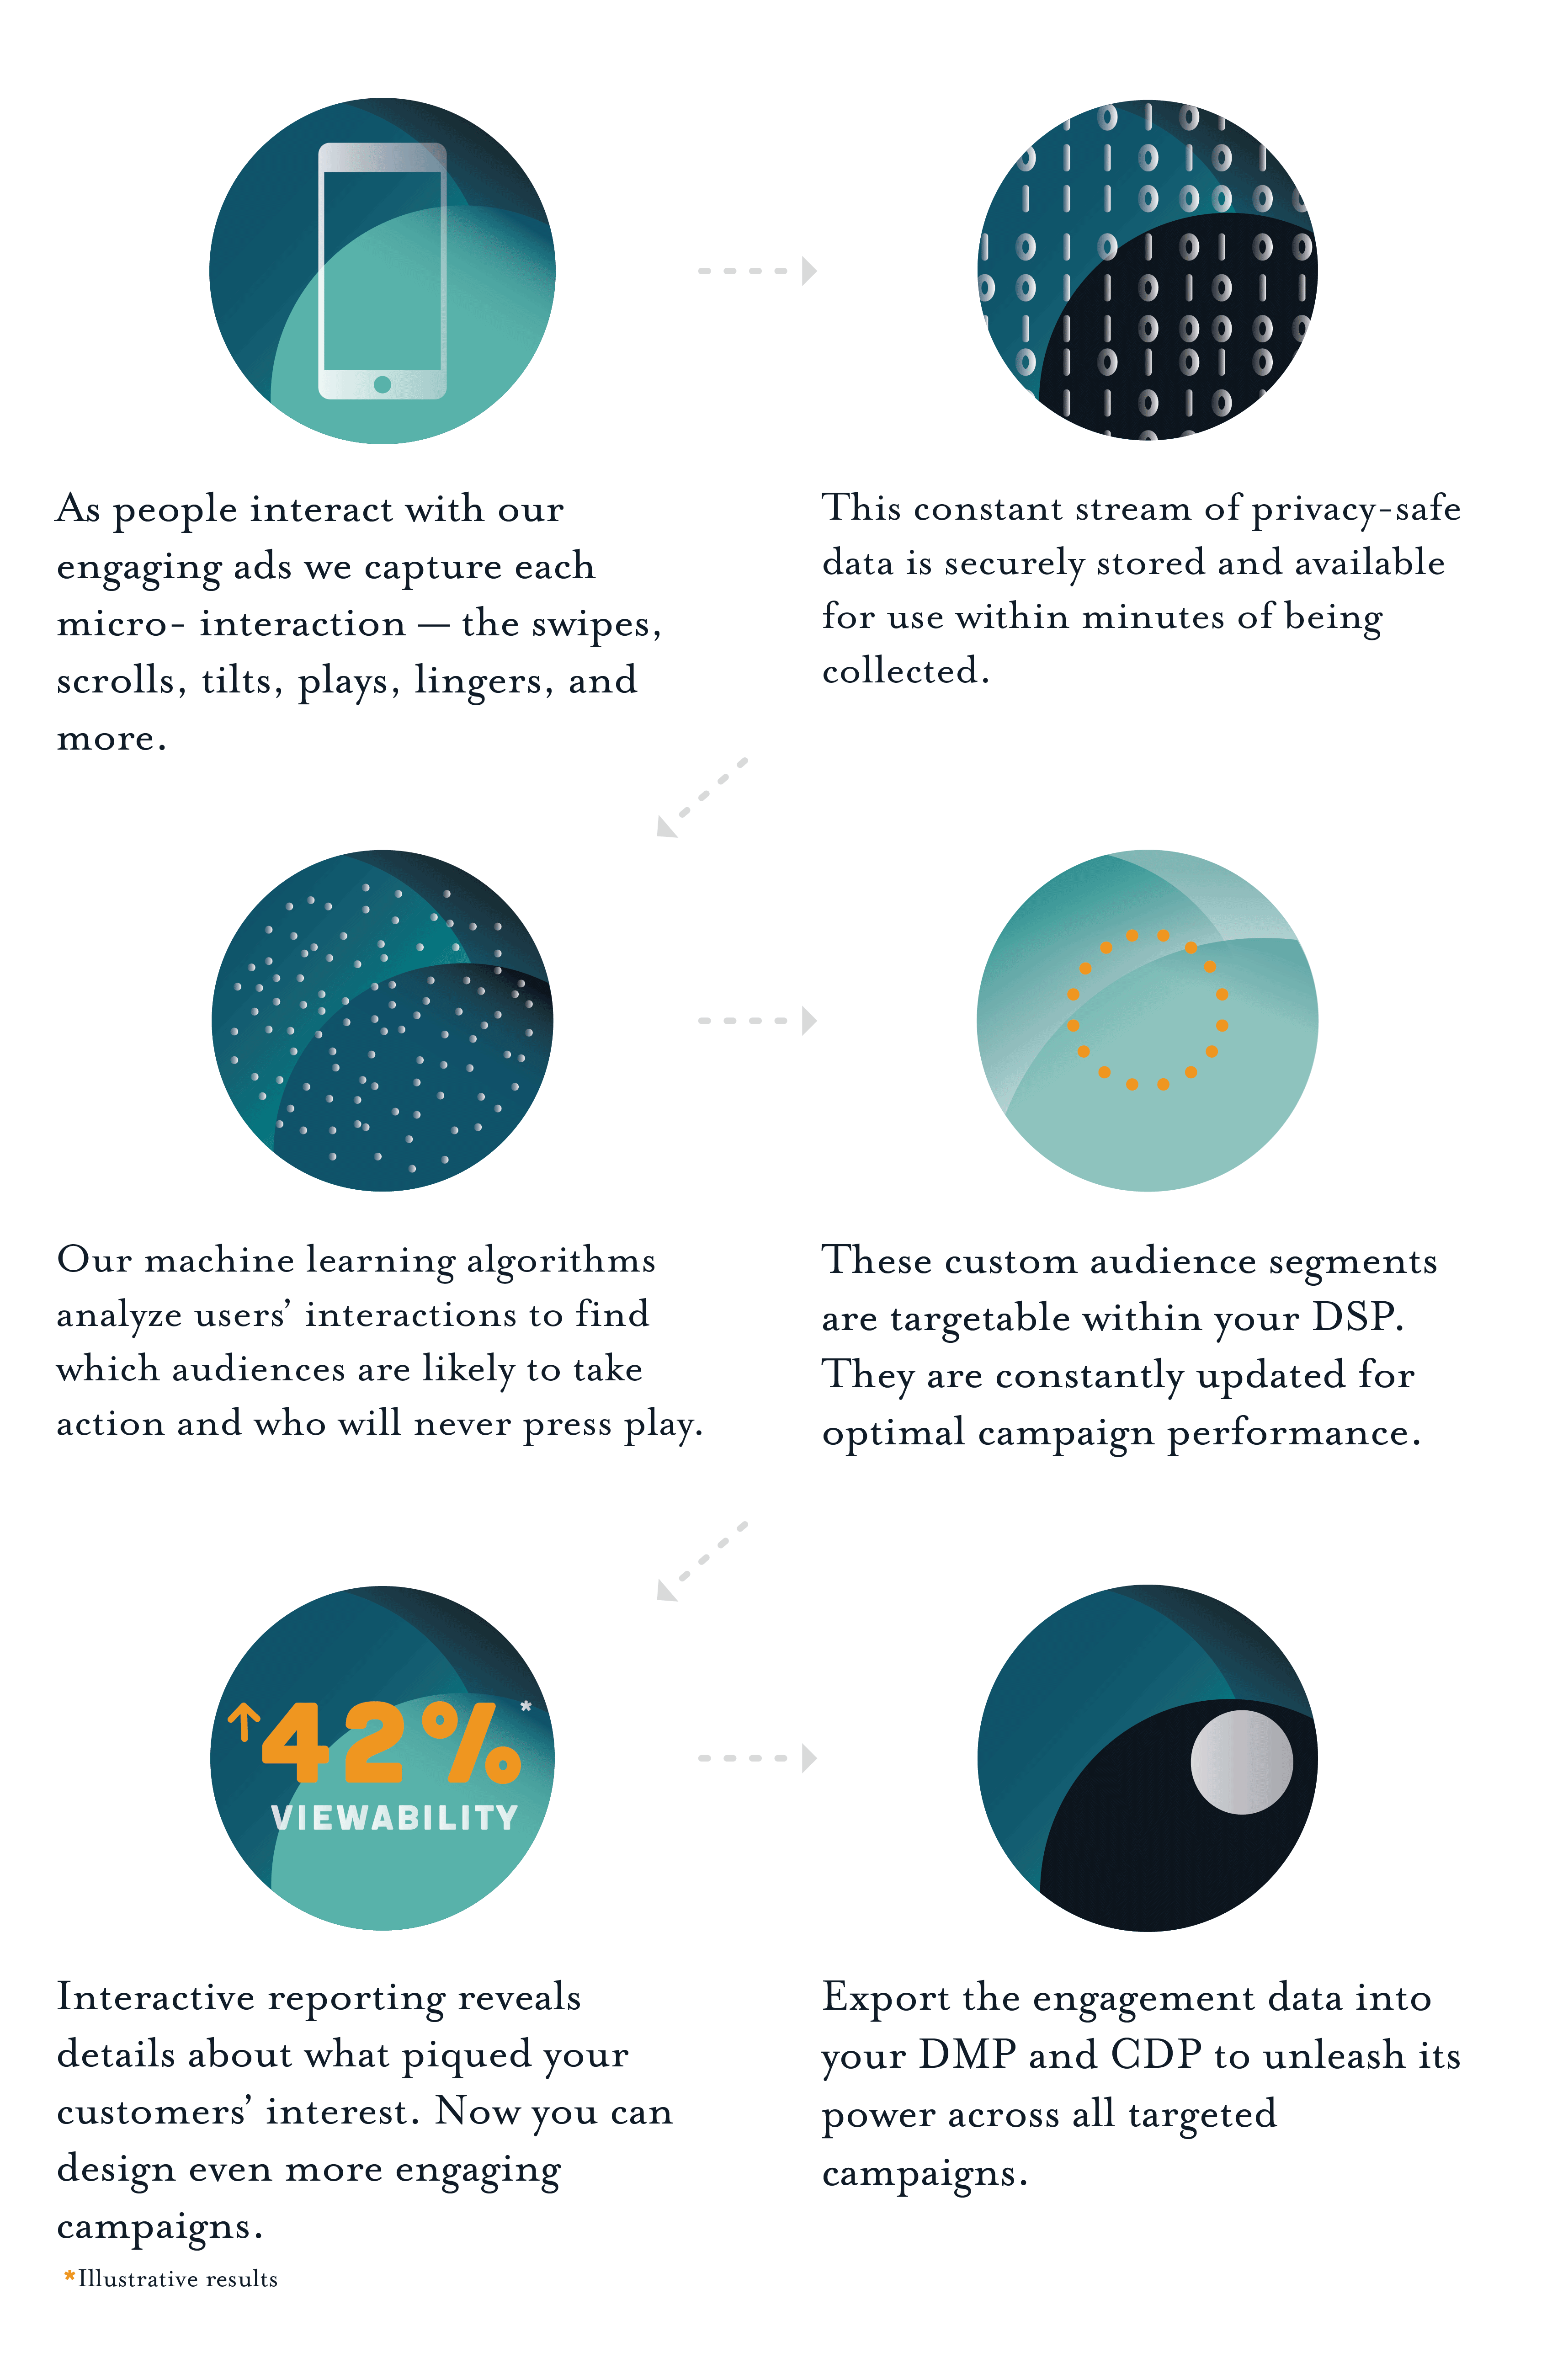 As people interact with our
engaging ads we capture each
micro- interaction — the swipes,
scrolls, tilts, plays, lingers, and
more.
This constant stream of privacy-safe
data is securely stored and available
for use within minutes of being
collected.
Our machine learning algorithms
analyze users’ interactions to find
which audiences are likely to take
action and who will never press play.
These custom audience segments
are targetable within your DSP.
They are constantly updated for
optimal campaign performance.
↑42%*
VIEWABILITY
Interactive reporting reveals
details about what piqued your
customers’ interest. Now you can
design even more engaging
campaigns.
*Illustrative results
Export the engagement data into
your DMP and CDP to unleash its
power across all targeted
campaigns.